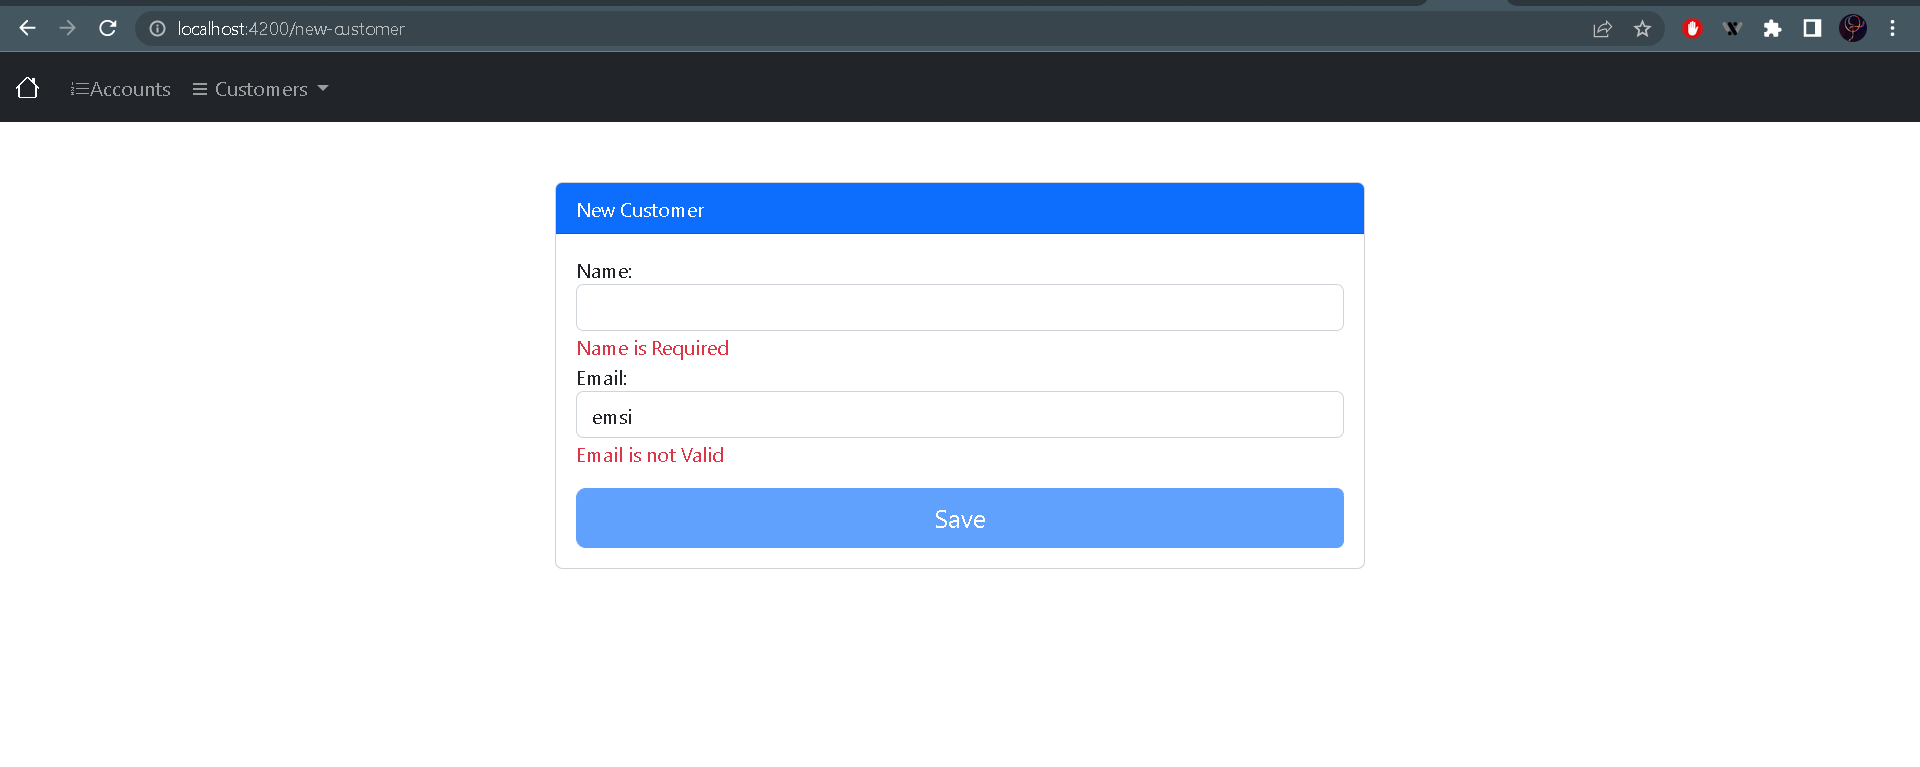 localhost:4200/new-customer
Accounts Customers
New Customer
Name:
Name is Required
Email:
emsi
Email is not Valid
Save